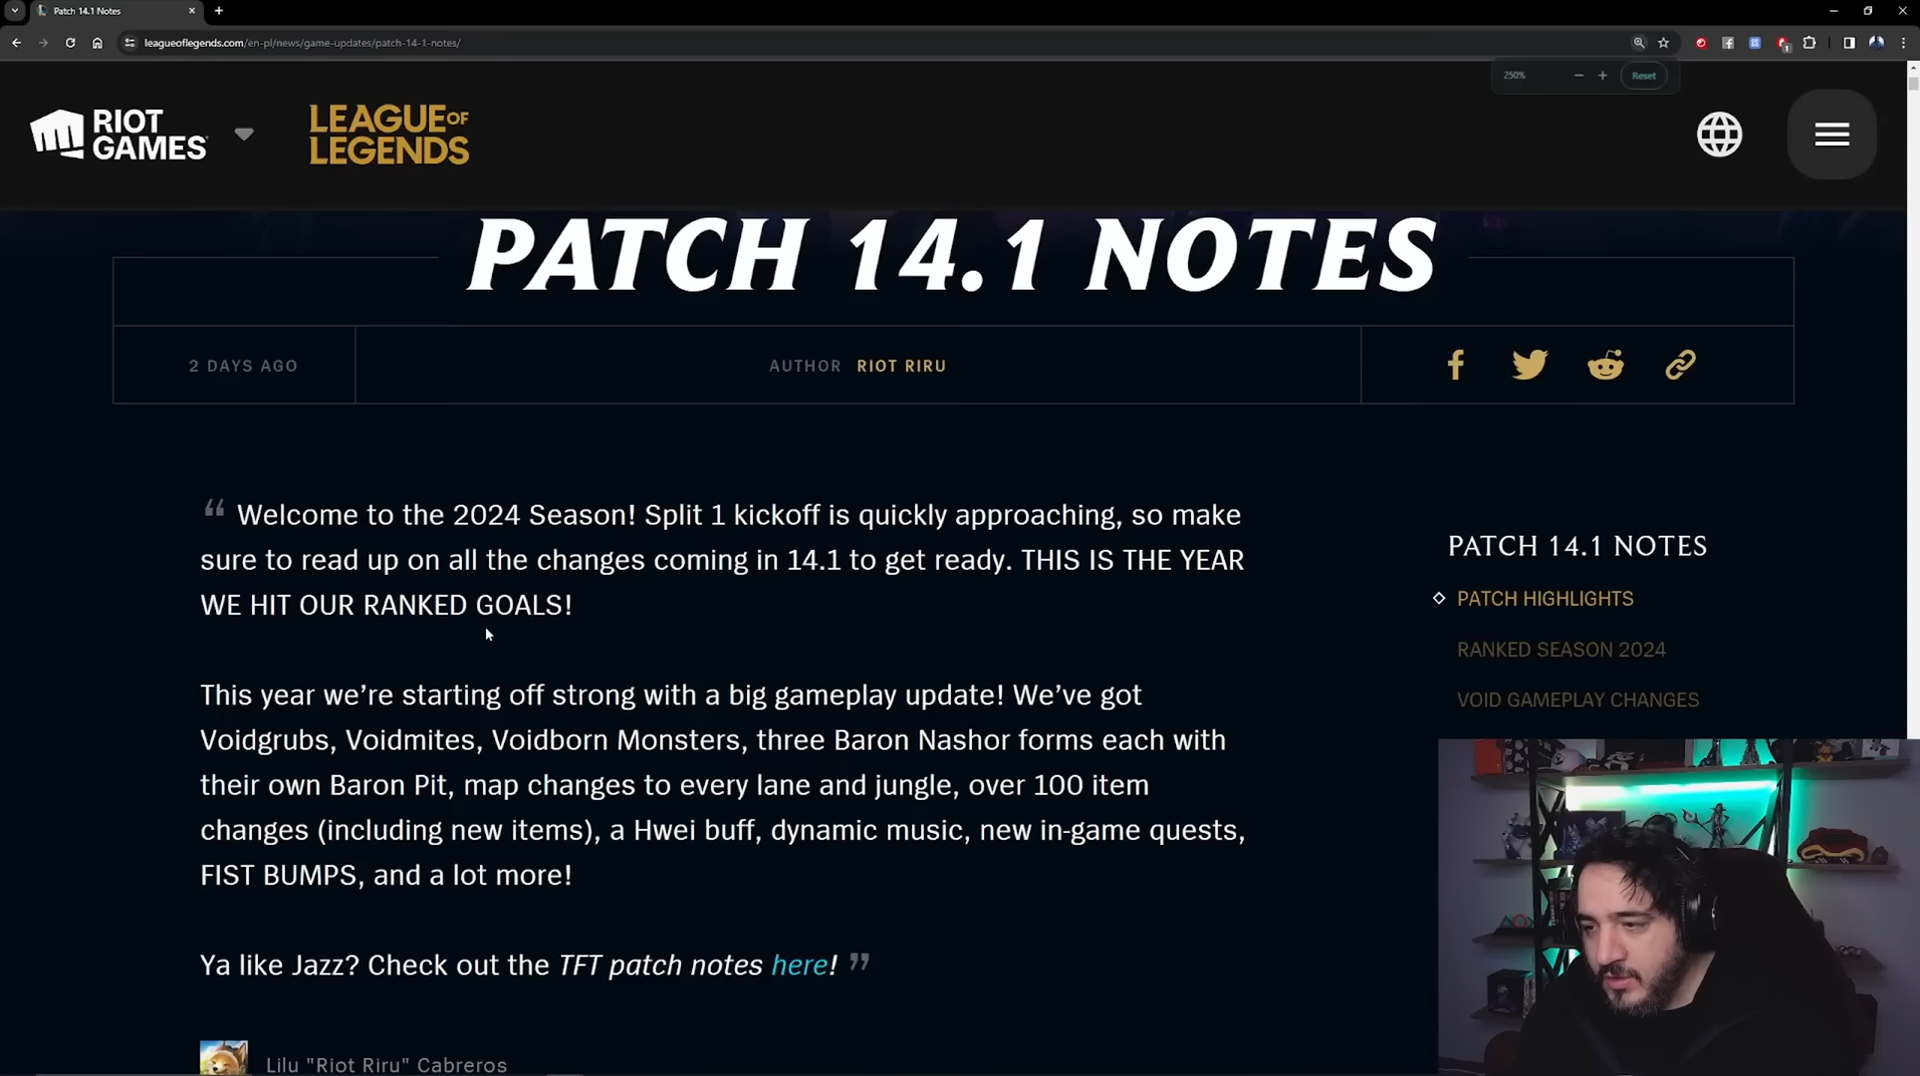 Patch 14.1 Notes
leagueoflegends.com/en-pl/news/game-updates/patch-14-1-notes/
250%
Reset
RIOT
GAMES
LEAGUE OF
LEGENDS
PATCH 14.1 NOTES
2 DAYS AGO
AUTHOR RIOT RIRU
“ Welcome to the 2024 Season! Split 1 kickoff is quickly approaching, so make
sure to read up on all the changes coming in 14.1 to get ready. THIS IS THE YEAR
WE HIT OUR RANKED GOALS!
This year we’re starting off strong with a big gameplay update! We’ve got
Voidgrubs, Voidmites, Voidborn Monsters, three Baron Nashor forms each with
their own Baron Pit, map changes to every lane and jungle, over 100 item
changes (including new items), a Hwei buff, dynamic music, new in-game quests,
FIST BUMPS, and a lot more!
Ya like Jazz? Check out the TFT patch notes here! ”
Lilu "Riot Riru" Cabreros
PATCH 14.1 NOTES
PATCH HIGHLIGHTS
RANKED SEASON 2024
VOID GAMEPLAY CHANGES